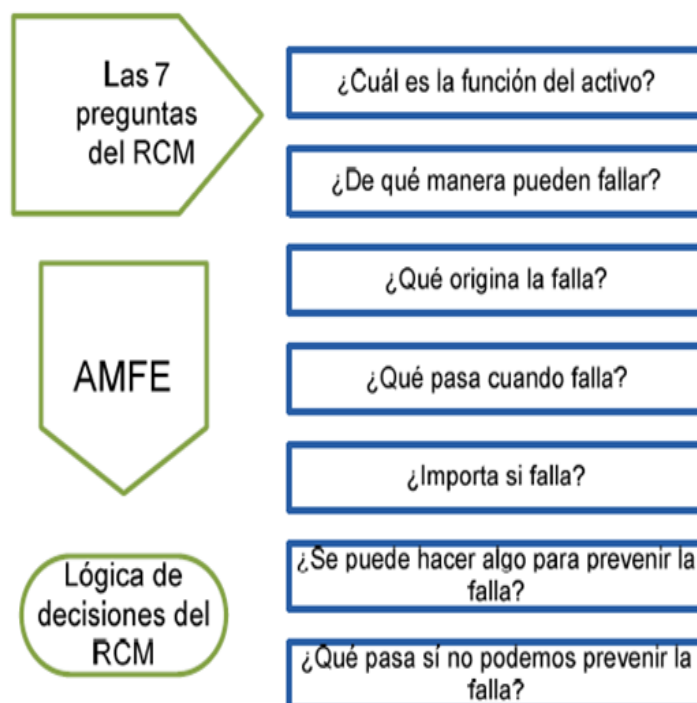 Las 7
preguntas
del RCM
¿Cuál es la función del activo?
¿De qué manera pueden fallar?
¿Qué origina la falla?
AMFE
¿Qué pasa cuando falla?
¿Importa si falla?
Lógica de
decisiones del
RCM
¿Se puede hacer algo para prevenir la
falla?
¿Qué pasa sí no podemos prevenir la
falla?